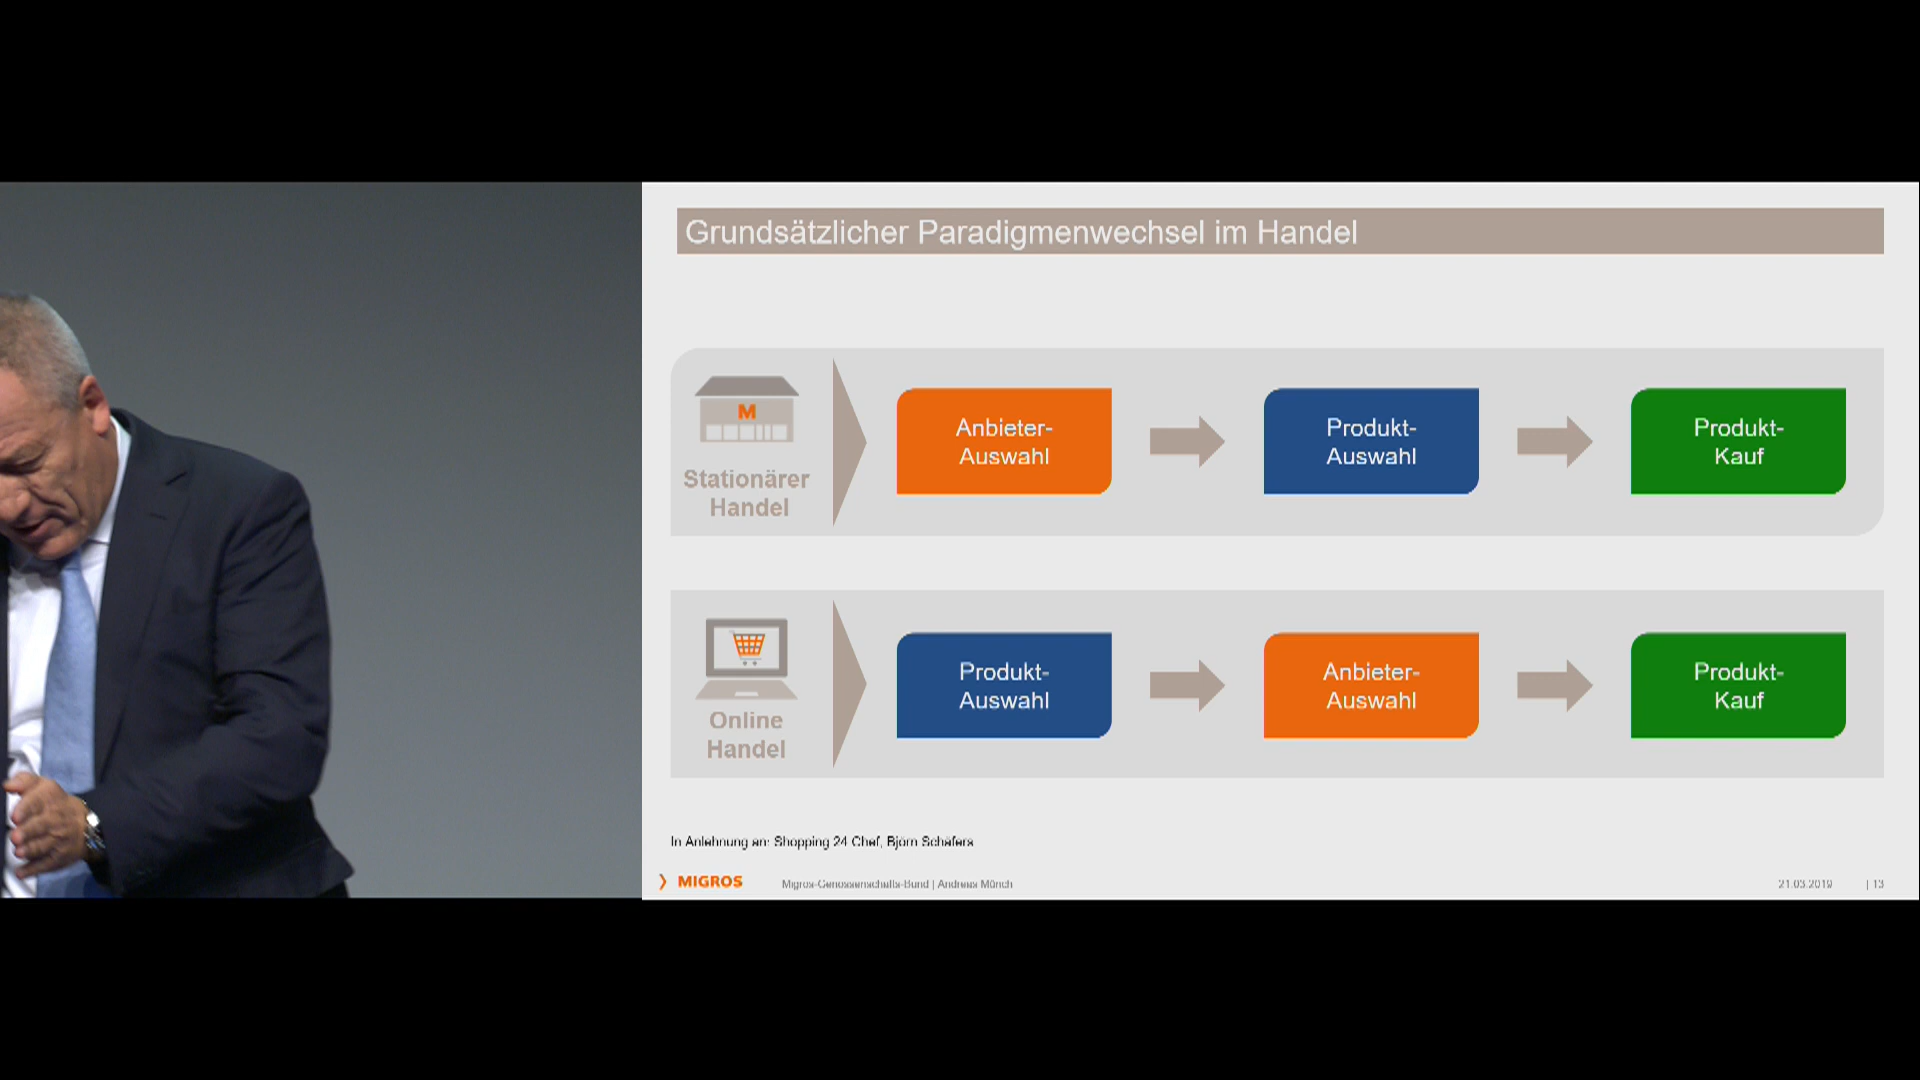 Grundsätzlicher Paradigmenwechsel im Handel
M
Stationärer
Handel
Anbieter-
Auswahl
Produkt-
Auswahl
Produkt-
Kauf
Online
Handel
Produkt-
Auswahl
Anbieter-
Auswahl
Produkt-
Kauf
In Anlehnung an: Shopping 24 Chef, Björn Schäfers
MIGROS
Migros-Genossenschafts-Bund | Andreas Münch
21.03.2019
| 13